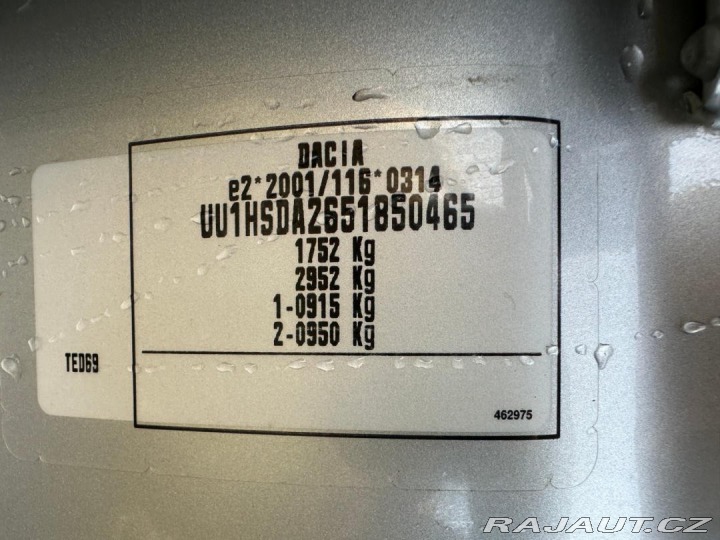 DACIA
e2*2001/116*0314
UU1HSDA2651850465
1752 Kg
2952 Kg
1-0915 Kg
2-0950 Kg
TED69
462975
RAJAUT.CZ